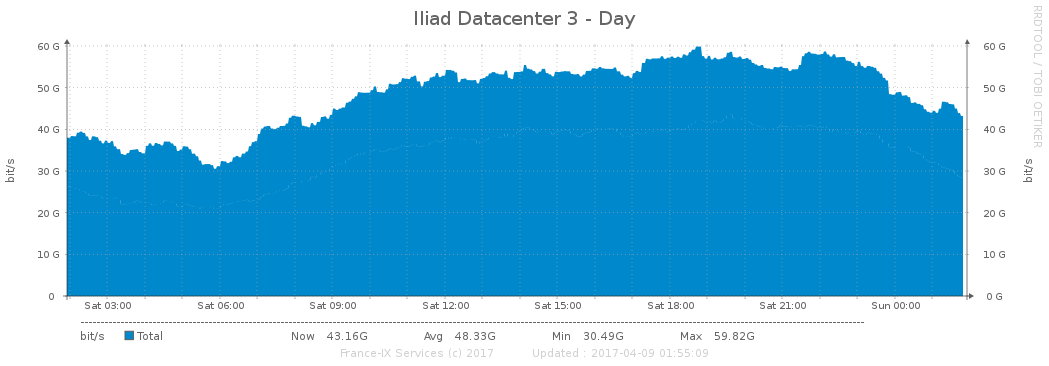 Iliad Datacenter 3 - Day
RRDTOOL / TOBI OETIKER
60 G 60 G
50 G 50 G
40 G 40 G
30 G 30 G
20 G 20 G
10 G 10 G
0 0 G
bit/s bit/s
Sat 03:00 Sat 06:00 Sat 09:00 Sat 12:00 Sat 15:00 Sat 18:00 Sat 21:00 Sun 00:00
bit/s Total Now 43.16G Avg 48.33G Min 30.49G Max 59.82G
France-IX Services (c) 2017 Updated : 2017-04-09 01:55:09